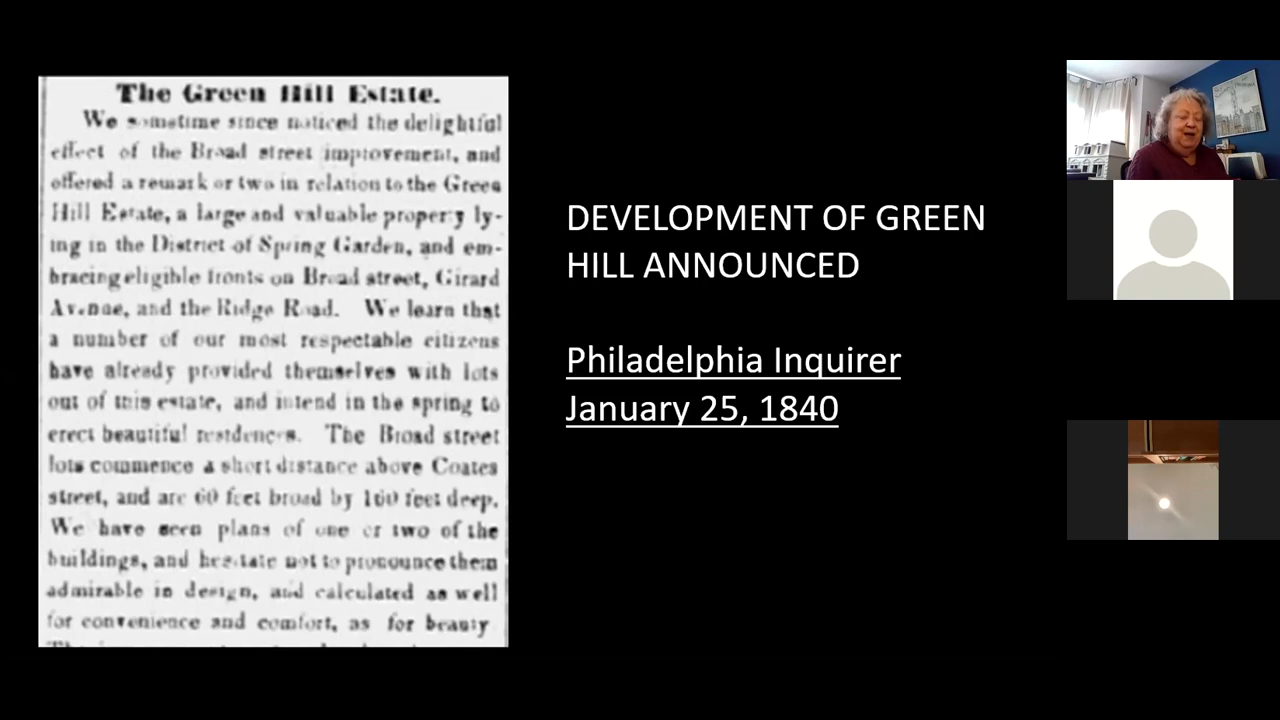 The Green Hill Estate.
We sometime since noticed the delightful
effect of the Broad street improvement, and
offered a remark or two in relation to the Green
Hill Estate, a large and valuable property ly-
ing in the District of Spring Garden, and em-
bracing eligible fronts on Broad street, Girard
Avenue, and the Ridge Road. We learn that
a number of our most respectable citizens
have already provided themselves with lots
out of this estate, and intend in the spring to
erect beautiful residences. The Broad street
lots commence a short distance above Coates
street, and are 60 feet broad by 160 feet deep.
We have seen plans of one or two of the
buildings, and hesitate not to pronounce them
admirable in design, and calculated as well
for convenience and comfort, as for beauty
DEVELOPMENT OF GREEN
HILL ANNOUNCED
Philadelphia Inquirer
January 25, 1840